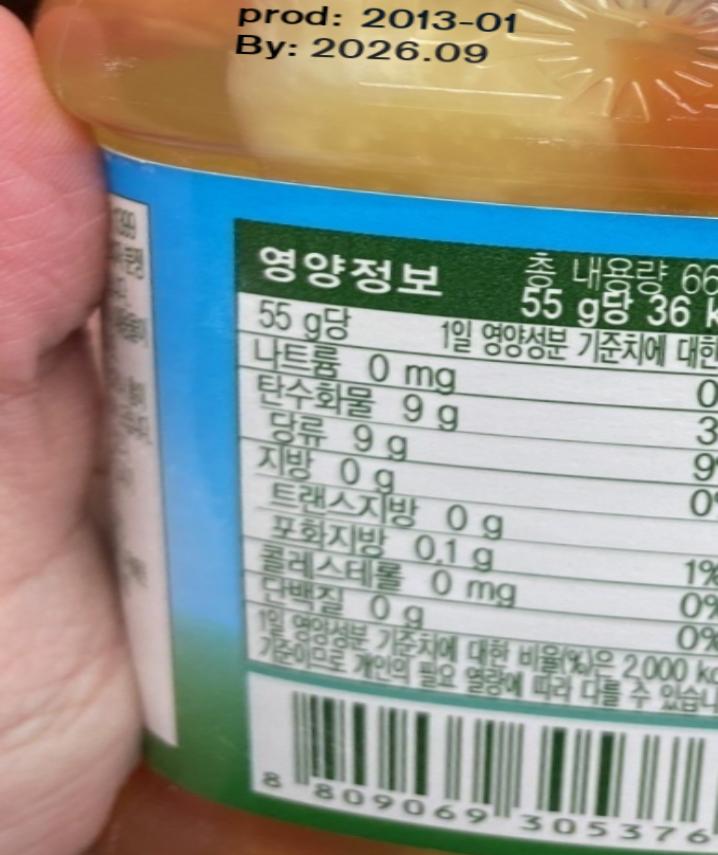 prod: 2013-01
By: 2026.09
영양정보
총 내용량 66
55 g당 36 k
55 g당 1일 영양성분 기준치에 대한
나트륨 0 mg 0
탄수화물 9 g 3
당류 9 g 9
지방 0 g 0
트랜스지방 0 g
포화지방 0.1 g 1%
콜레스테롤 0 mg 0%
단백질 0 g 0%
1일 영양성분 기준치에 대한 비율(%)은 2,000 kc
기준이므로 개인의 필요 열량에 따라 다를 수 있습니
8 809069 305376